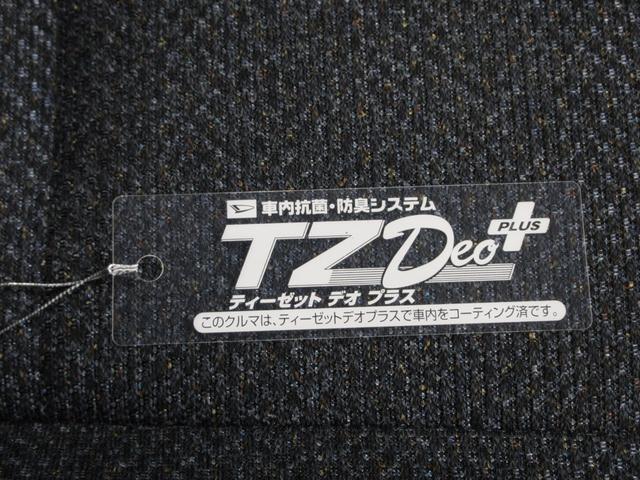 車内抗菌・防臭システム
TZ Deo PLUS
ティーゼット デオ プラス
このクルマは、ティーゼットデオプラスで車内をコーティング済です。